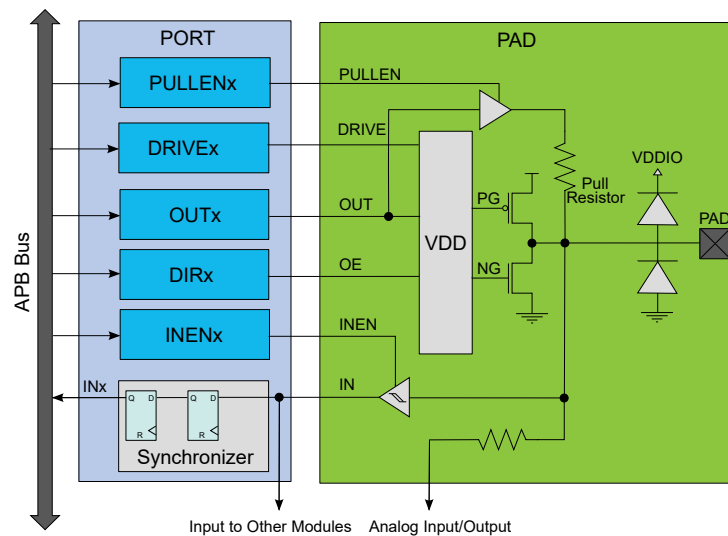 PORT
PAD
APB Bus
PULLENx
PULLEN
DRIVEx
DRIVE
VDDIO
Pull
Resistor
OUTx
OUT
PG
PAD
VDD
DIRx
OE
NG
INENx
INEN
INx
Q D
R
Q D
R
IN
Synchronizer
Input to Other Modules
Analog Input/Output